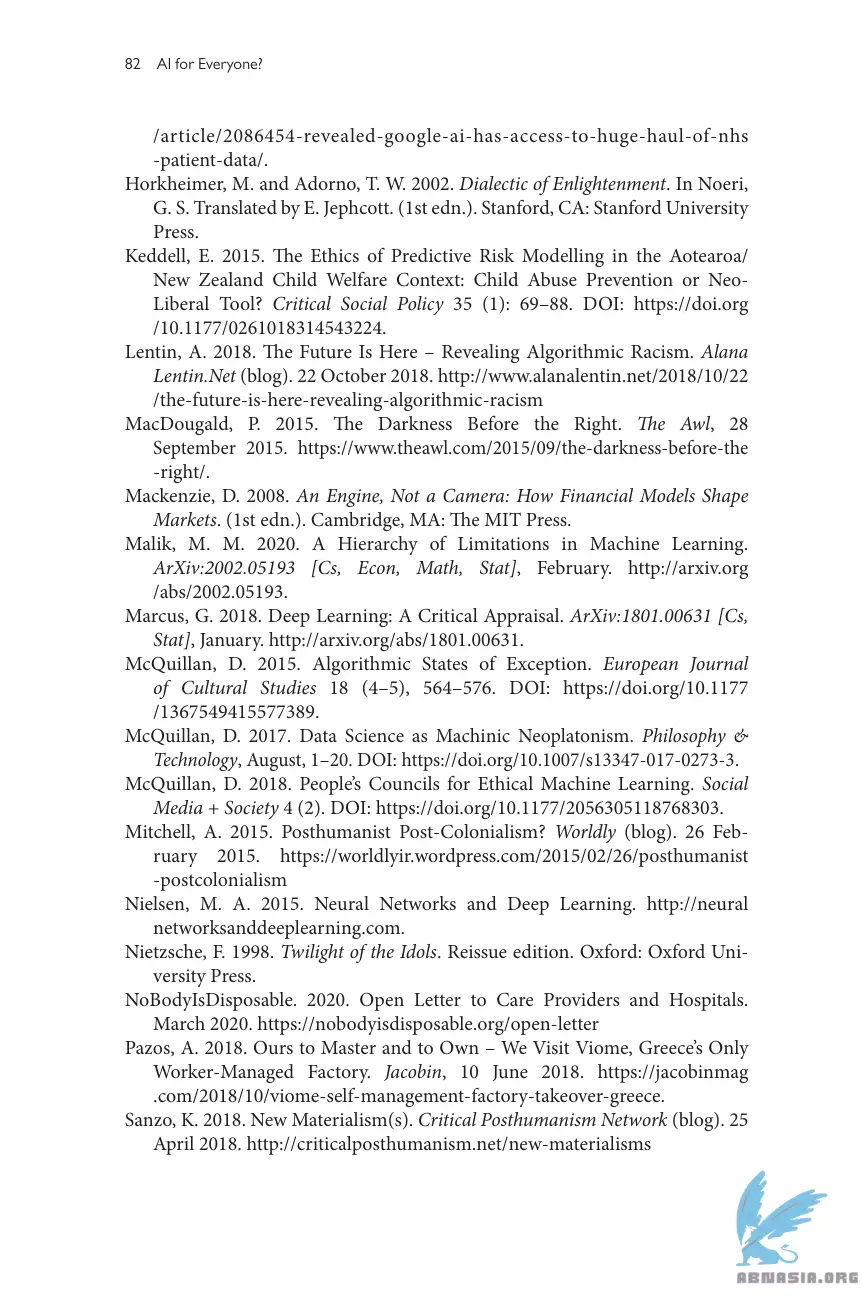 82 AI for Everyone?
/article/2086454-revealed-google-ai-has-access-to-huge-haul-of-nhs
-patient-data/.
Horkheimer, M. and Adorno, T. W. 2002. Dialectic of Enlightenment. In Noeri,
G. S. Translated by E. Jephcott. (1st edn.). Stanford, CA: Stanford University
Press.
Keddell, E. 2015. The Ethics of Predictive Risk Modelling in the Aotearoa/
New Zealand Child Welfare Context: Child Abuse Prevention or Neo-
Liberal Tool? Critical Social Policy 35 (1): 69–88. DOI: https://doi.org
/10.1177/0261018314543224.
Lentin, A. 2018. The Future Is Here – Revealing Algorithmic Racism. Alana
Lentin.Net (blog). 22 October 2018. http://www.alanalentin.net/2018/10/22
/the-future-is-here-revealing-algorithmic-racism
MacDougald, P. 2015. The Darkness Before the Right. The Awl, 28
September 2015. https://www.theawl.com/2015/09/the-darkness-before-the
-right/.
Mackenzie, D. 2008. An Engine, Not a Camera: How Financial Models Shape
Markets. (1st edn.). Cambridge, MA: The MIT Press.
Malik, M. M. 2020. A Hierarchy of Limitations in Machine Learning.
ArXiv:2002.05193 [Cs, Econ, Math, Stat], February. http://arxiv.org
/abs/2002.05193.
Marcus, G. 2018. Deep Learning: A Critical Appraisal. ArXiv:1801.00631 [Cs,
Stat], January. http://arxiv.org/abs/1801.00631.
McQuillan, D. 2015. Algorithmic States of Exception. European Journal
of Cultural Studies 18 (4–5), 564–576. DOI: https://doi.org/10.1177
/1367549415577389.
McQuillan, D. 2017. Data Science as Machinic Neoplatonism. Philosophy &
Technology, August, 1–20. DOI: https://doi.org/10.1007/s13347-017-0273-3.
McQuillan, D. 2018. People’s Councils for Ethical Machine Learning. Social
Media + Society 4 (2). DOI: https://doi.org/10.1177/2056305118768303.
Mitchell, A. 2015. Posthumanist Post-Colonialism? Worldly (blog). 26 Feb-
ruary 2015. https://worldlyir.wordpress.com/2015/02/26/posthumanist
-postcolonialism
Nielsen, M. A. 2015. Neural Networks and Deep Learning. http://neural
networksanddeeplearning.com.
Nietzsche, F. 1998. Twilight of the Idols. Reissue edition. Oxford: Oxford Uni-
versity Press.
NoBodyIsDisposable. 2020. Open Letter to Care Providers and Hospitals.
March 2020. https://nobodyisdisposable.org/open-letter
Pazos, A. 2018. Ours to Master and to Own – We Visit Viome, Greece’s Only
Worker-Managed Factory. Jacobin, 10 June 2018. https://jacobinmag
.com/2018/10/viome-self-management-factory-takeover-greece.
Sanzo, K. 2018. New Materialism(s). Critical Posthumanism Network (blog). 25
April 2018. http://criticalposthumanism.net/new-materialisms
ABNASIA.ORG